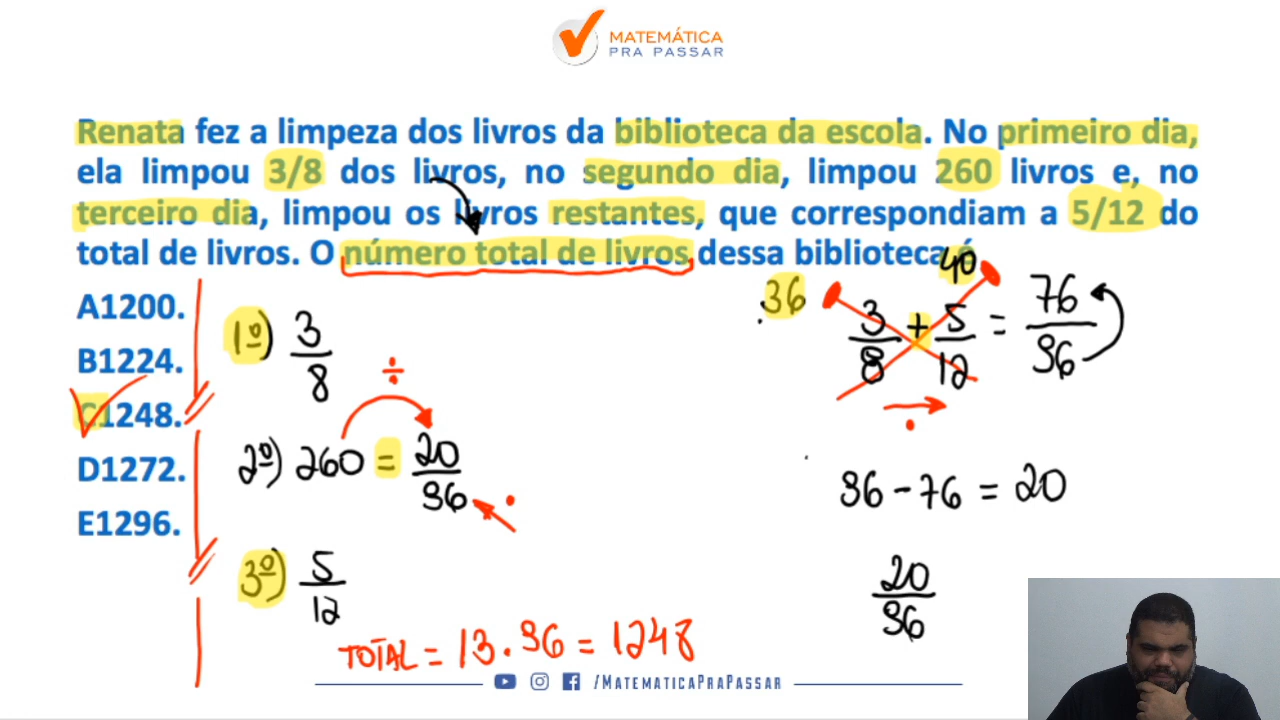 MATEMÁTICA
PRA PASSAR
Renata fez a limpeza dos livros da biblioteca da escola. No primeiro dia,
ela limpou 3/8 dos livros, no segundo dia, limpou 260 livros e, no
terceiro dia, limpou os livros restantes, que correspondiam a 5/12 do
total de livros. O número total de livros dessa biblioteca é
A1200.
B1224.
C1248.
D1272.
E1296.
1º) 3/8
÷
2º) 260 = 20/96
3º) 5/12
TOTAL = 13 . 96 = 1248
36 40
3/8 + 5/12 = 76/96
96 - 76 = 20
20/96
/MATEMATICAPRAPASSAR